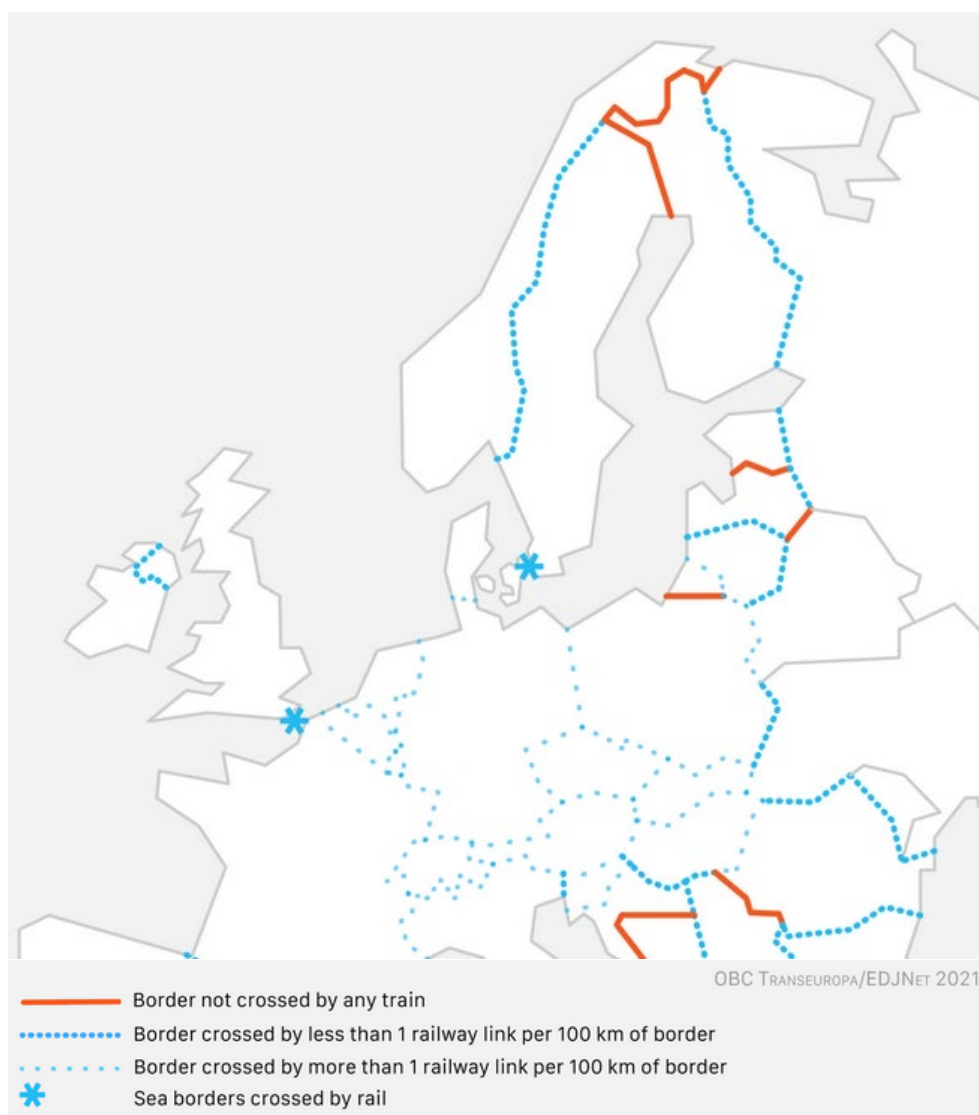 OBC TRANSEUROPA/EDJNET 2021
Border not crossed by any train
Border crossed by less than 1 railway link per 100 km of border
Border crossed by more than 1 railway link per 100 km of border
Sea borders crossed by rail